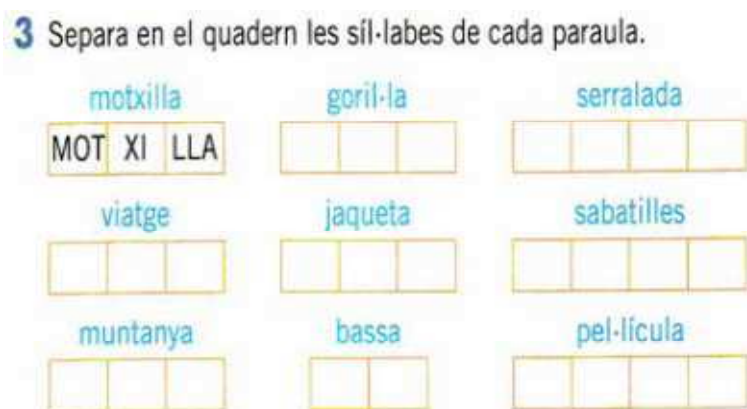 3 Separa en el quadern les síl·labes de cada paraula.
motxilla goril·la serralada
MOT XI LLA
viatge jaqueta sabatilles
muntanya bassa pel·lícula